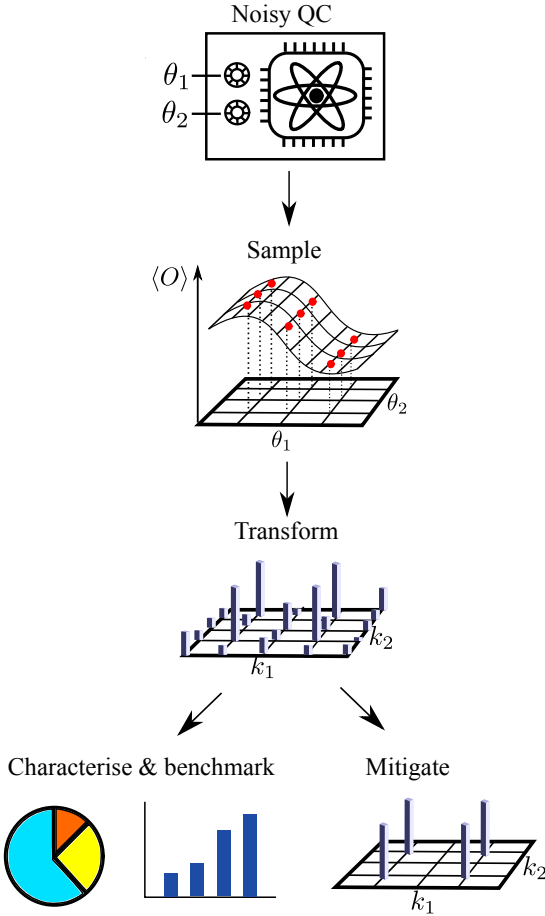 Noisy QC
θ₁
θ₂
Sample
⟨O⟩
θ₂
θ₁
Transform
k₂
k₁
Characterise & benchmark
Mitigate
k₂
k₁